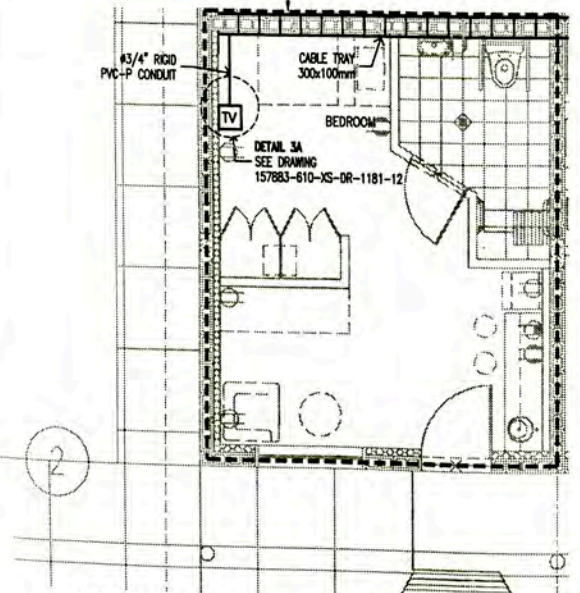 ø3/4" RIGID
PVC-P CONDUIT
CABLE TRAY
300x100mm
TV
BEDROOM
DETAIL 3A
SEE DRAWING
157883-610-XS-DR-1181-12
2